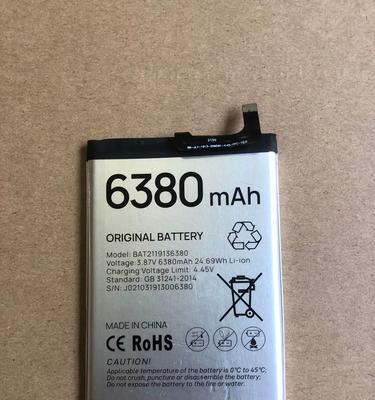 6380 mAh
ORIGINAL BATTERY
Model: BAT2119136380
Voltage: 3.87V 6380mAh 24.69Wh Li-ion
Charging Voltage Limit: 4.45V
Standard: GB 31241-2014
S/N: J021031913006380
MADE IN CHINA
CE RoHS
CAUTION!
Applicable temperature of the battery is 0℃ to 45℃;
Do not crush, puncture or disassemble the battery;
Do not expose the battery to the fire or water.